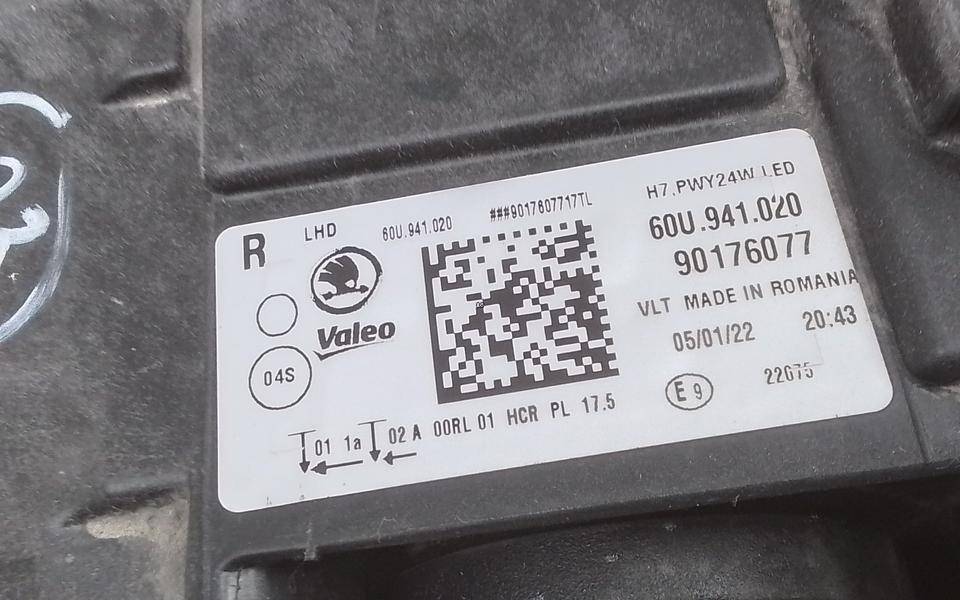 R
LHD
60U.941.020
###9017607717TL
H7.PWY24W LED
60U.941.020
90176077
Valeo
VLT MADE IN ROMANIA
05/01/22 20:43
04S
E 9
22675
01 1a 02 A 00RL 01 HCR PL 17.5